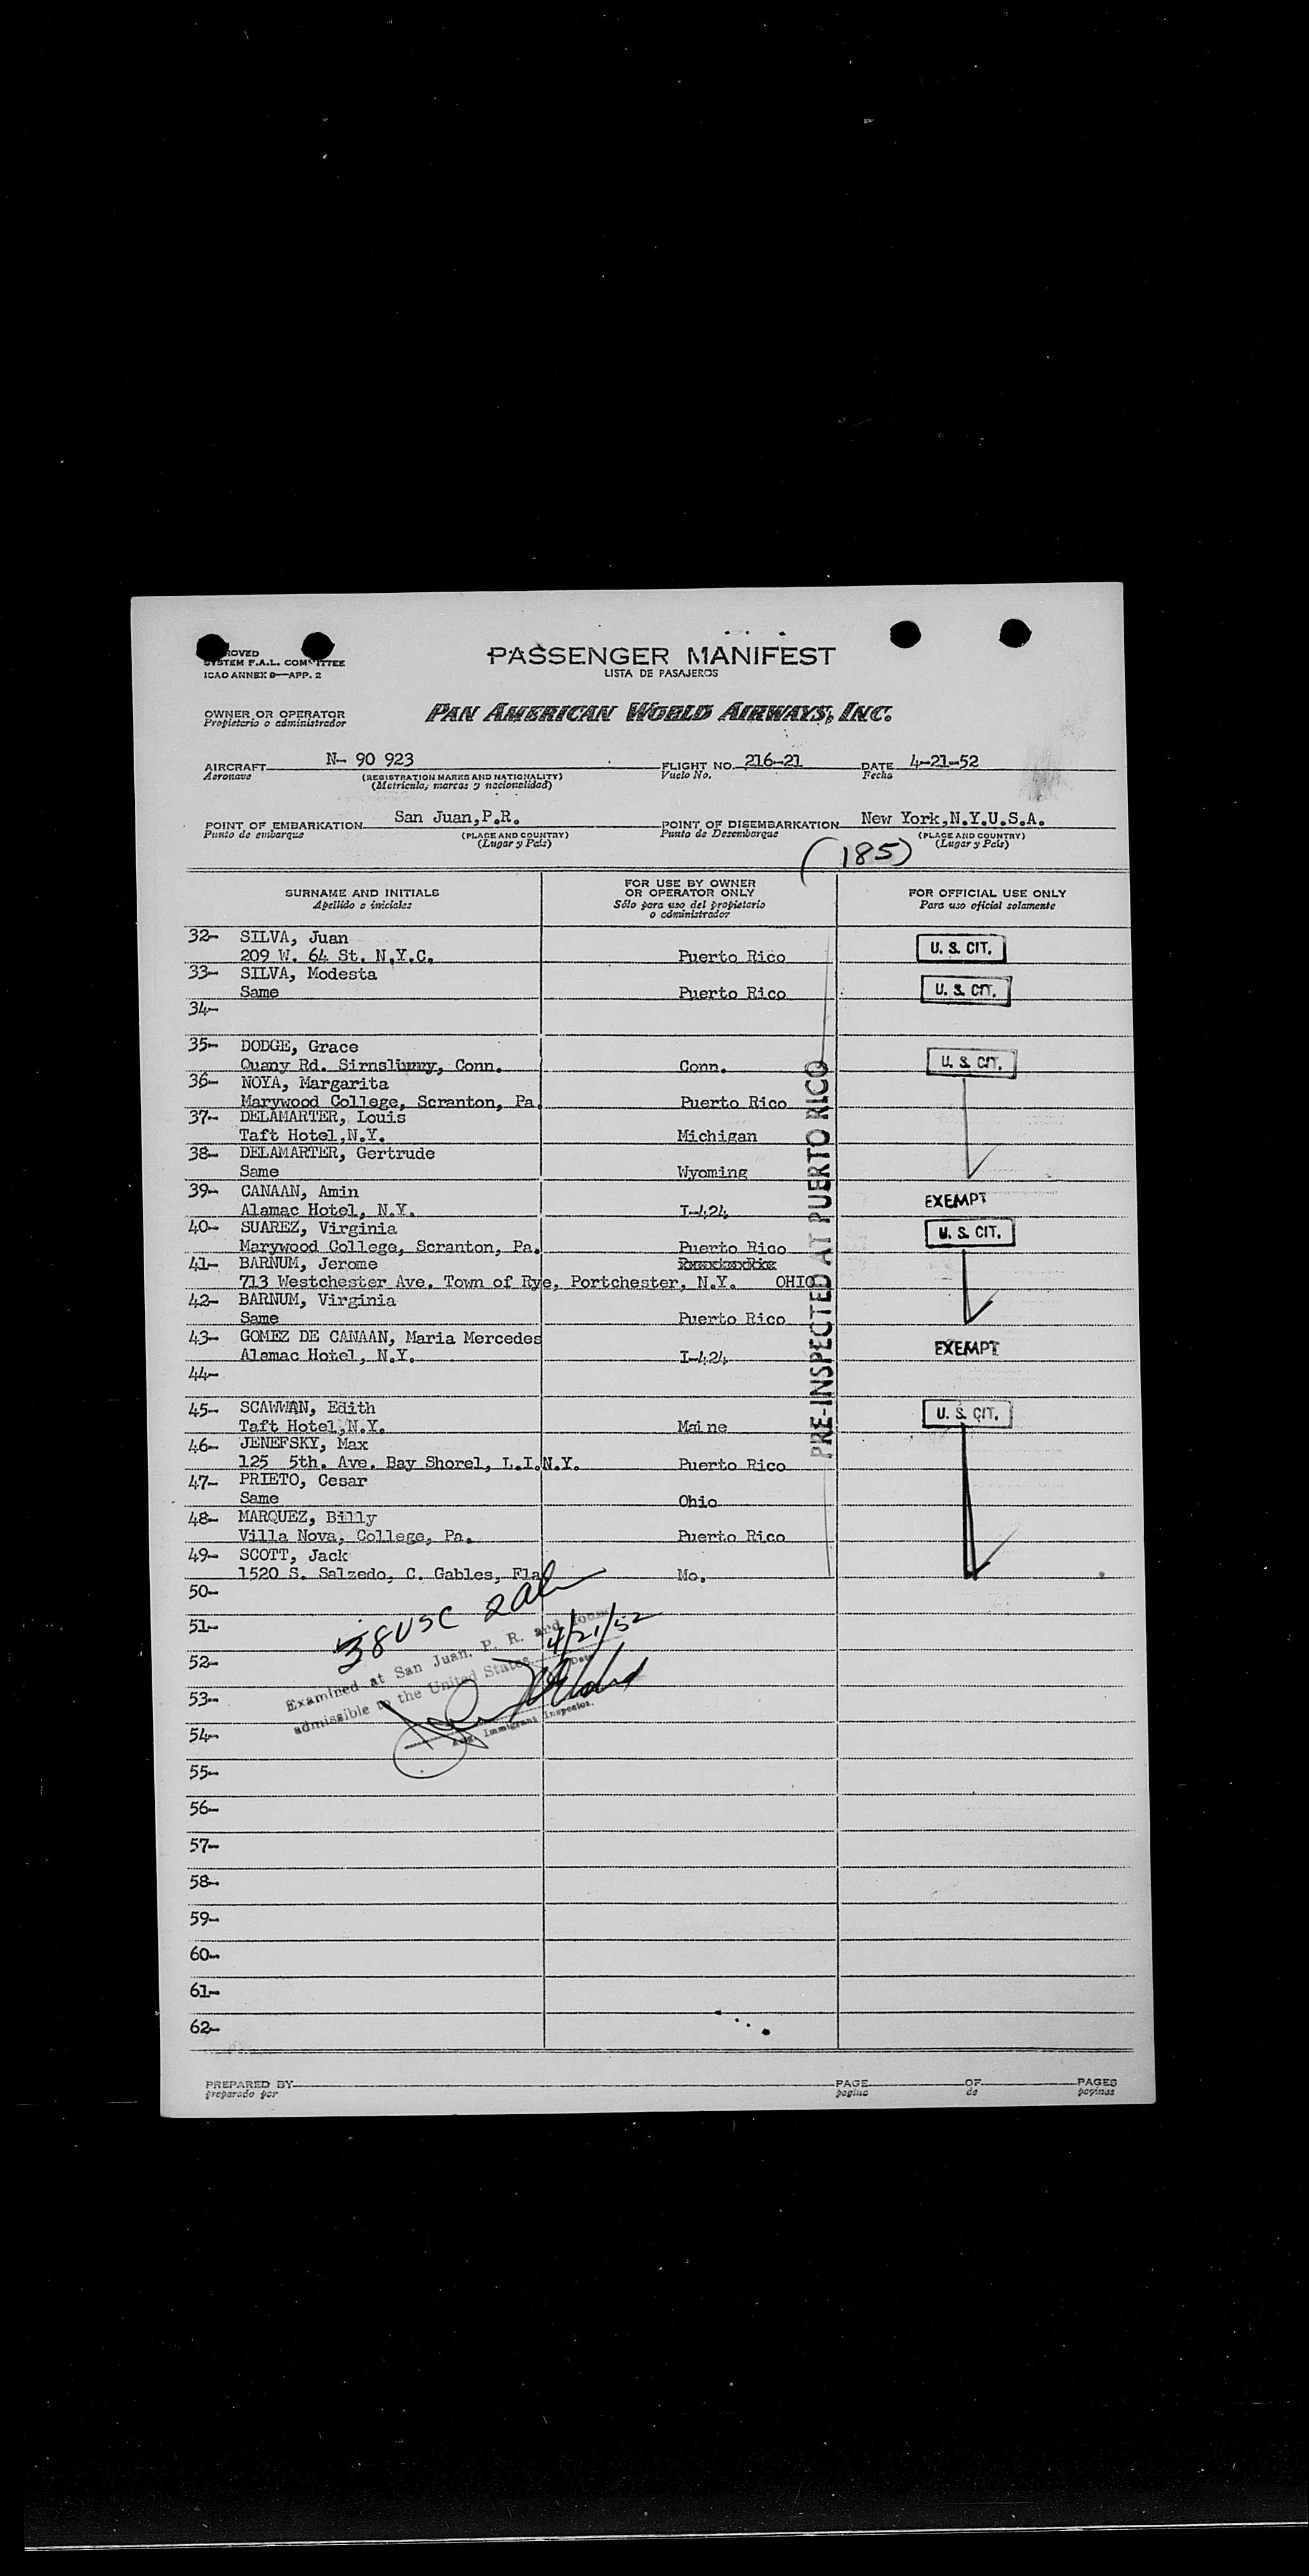 PASSENGER MANIFEST
LISTA DE PASAJEROS
SYSTEM F.A.L. COMMITTEE
ICAO ANNEX 9—APP. 2
OWNER OR OPERATOR
Propietario o administrador
PAN AMERICAN WORLD AIRWAYS, INC.
AIRCRAFT N- 90 923 FLIGHT NO. 216-21 DATE 4-21-52
Aeronave (REGISTRATION MARKS AND NATIONALITY) Vuelo No. Fecha
(Matricula, marcas y nacionalidad)
POINT OF EMBARKATION San Juan,P.R. POINT OF DISEMBARKATION New York,N.Y.U.S.A.
Punto de embarque (PLACE AND COUNTRY) Punto de Desembarque (PLACE AND COUNTRY)
(Lugar y País) (Lugar y País)
(185)
SURNAME AND INITIALS FOR USE BY OWNER OR OPERATOR ONLY FOR OFFICIAL USE ONLY
Apellido e iniciales Sólo para uso del propietario o administrador Para uso oficial solamente
32- SILVA, Juan
209 W. 64 St. N.Y.C. Puerto Rico U. S. CIT.
33- SILVA, Modesta
Same Puerto Rico U. S. CIT.
34-
35- DODGE, Grace
Quany Rd. Conn. Conn. U. S. CIT.
36- NOYA, Margarita
Marywood College, Scranton, Pa. Puerto Rico
37- DELAMARTER, Louis
Taft Hotel,N.Y. Michigan
38- DELAMARTER, Gertrude
Same Wyoming
39- CANAAN, Amin EXEMPT
Alamac Hotel, N.Y. I-424
40- SUAREZ, Virginia U. S. CIT.
Marywood College, Scranton, Pa. Puerto Rico
41- BARNUM, Jerome
713 Westchester Ave. Town of Rye, Portchester, N.Y. OHIO
42- BARNUM, Virginia
Same Puerto Rico
43- GOMEZ DE CANAAN, Maria Mercedes EXEMPT
Alamac Hotel, N.Y. I-424
44-
45- SCAWWAN, Edith U. S. CIT.
Taft Hotel,N.Y. Maine
46- JENEFSKY, Max
125 5th. Ave. Bay Shorel, L.I.N.Y. Puerto Rico
47- PRIETO, Cesar
Same Ohio
48- MARQUEZ, Billy
Villa Nova, College, Pa. Puerto Rico
49- SCOTT, Jack
1520 S. Salzedo, C. Gables, Fla Mo.
PRE-INSPECTED AT PUERTO RICO
50-
38 USC
51-
4/21/52
Examined at San Juan, P. R. and found
52-
admissible to the United States. Date
53-
Immigrant Inspector.
54-
55-
56-
57-
58-
59-
60-
61-
62-
PREPARED BY PAGE OF PAGES
preparado por pagina de paginas